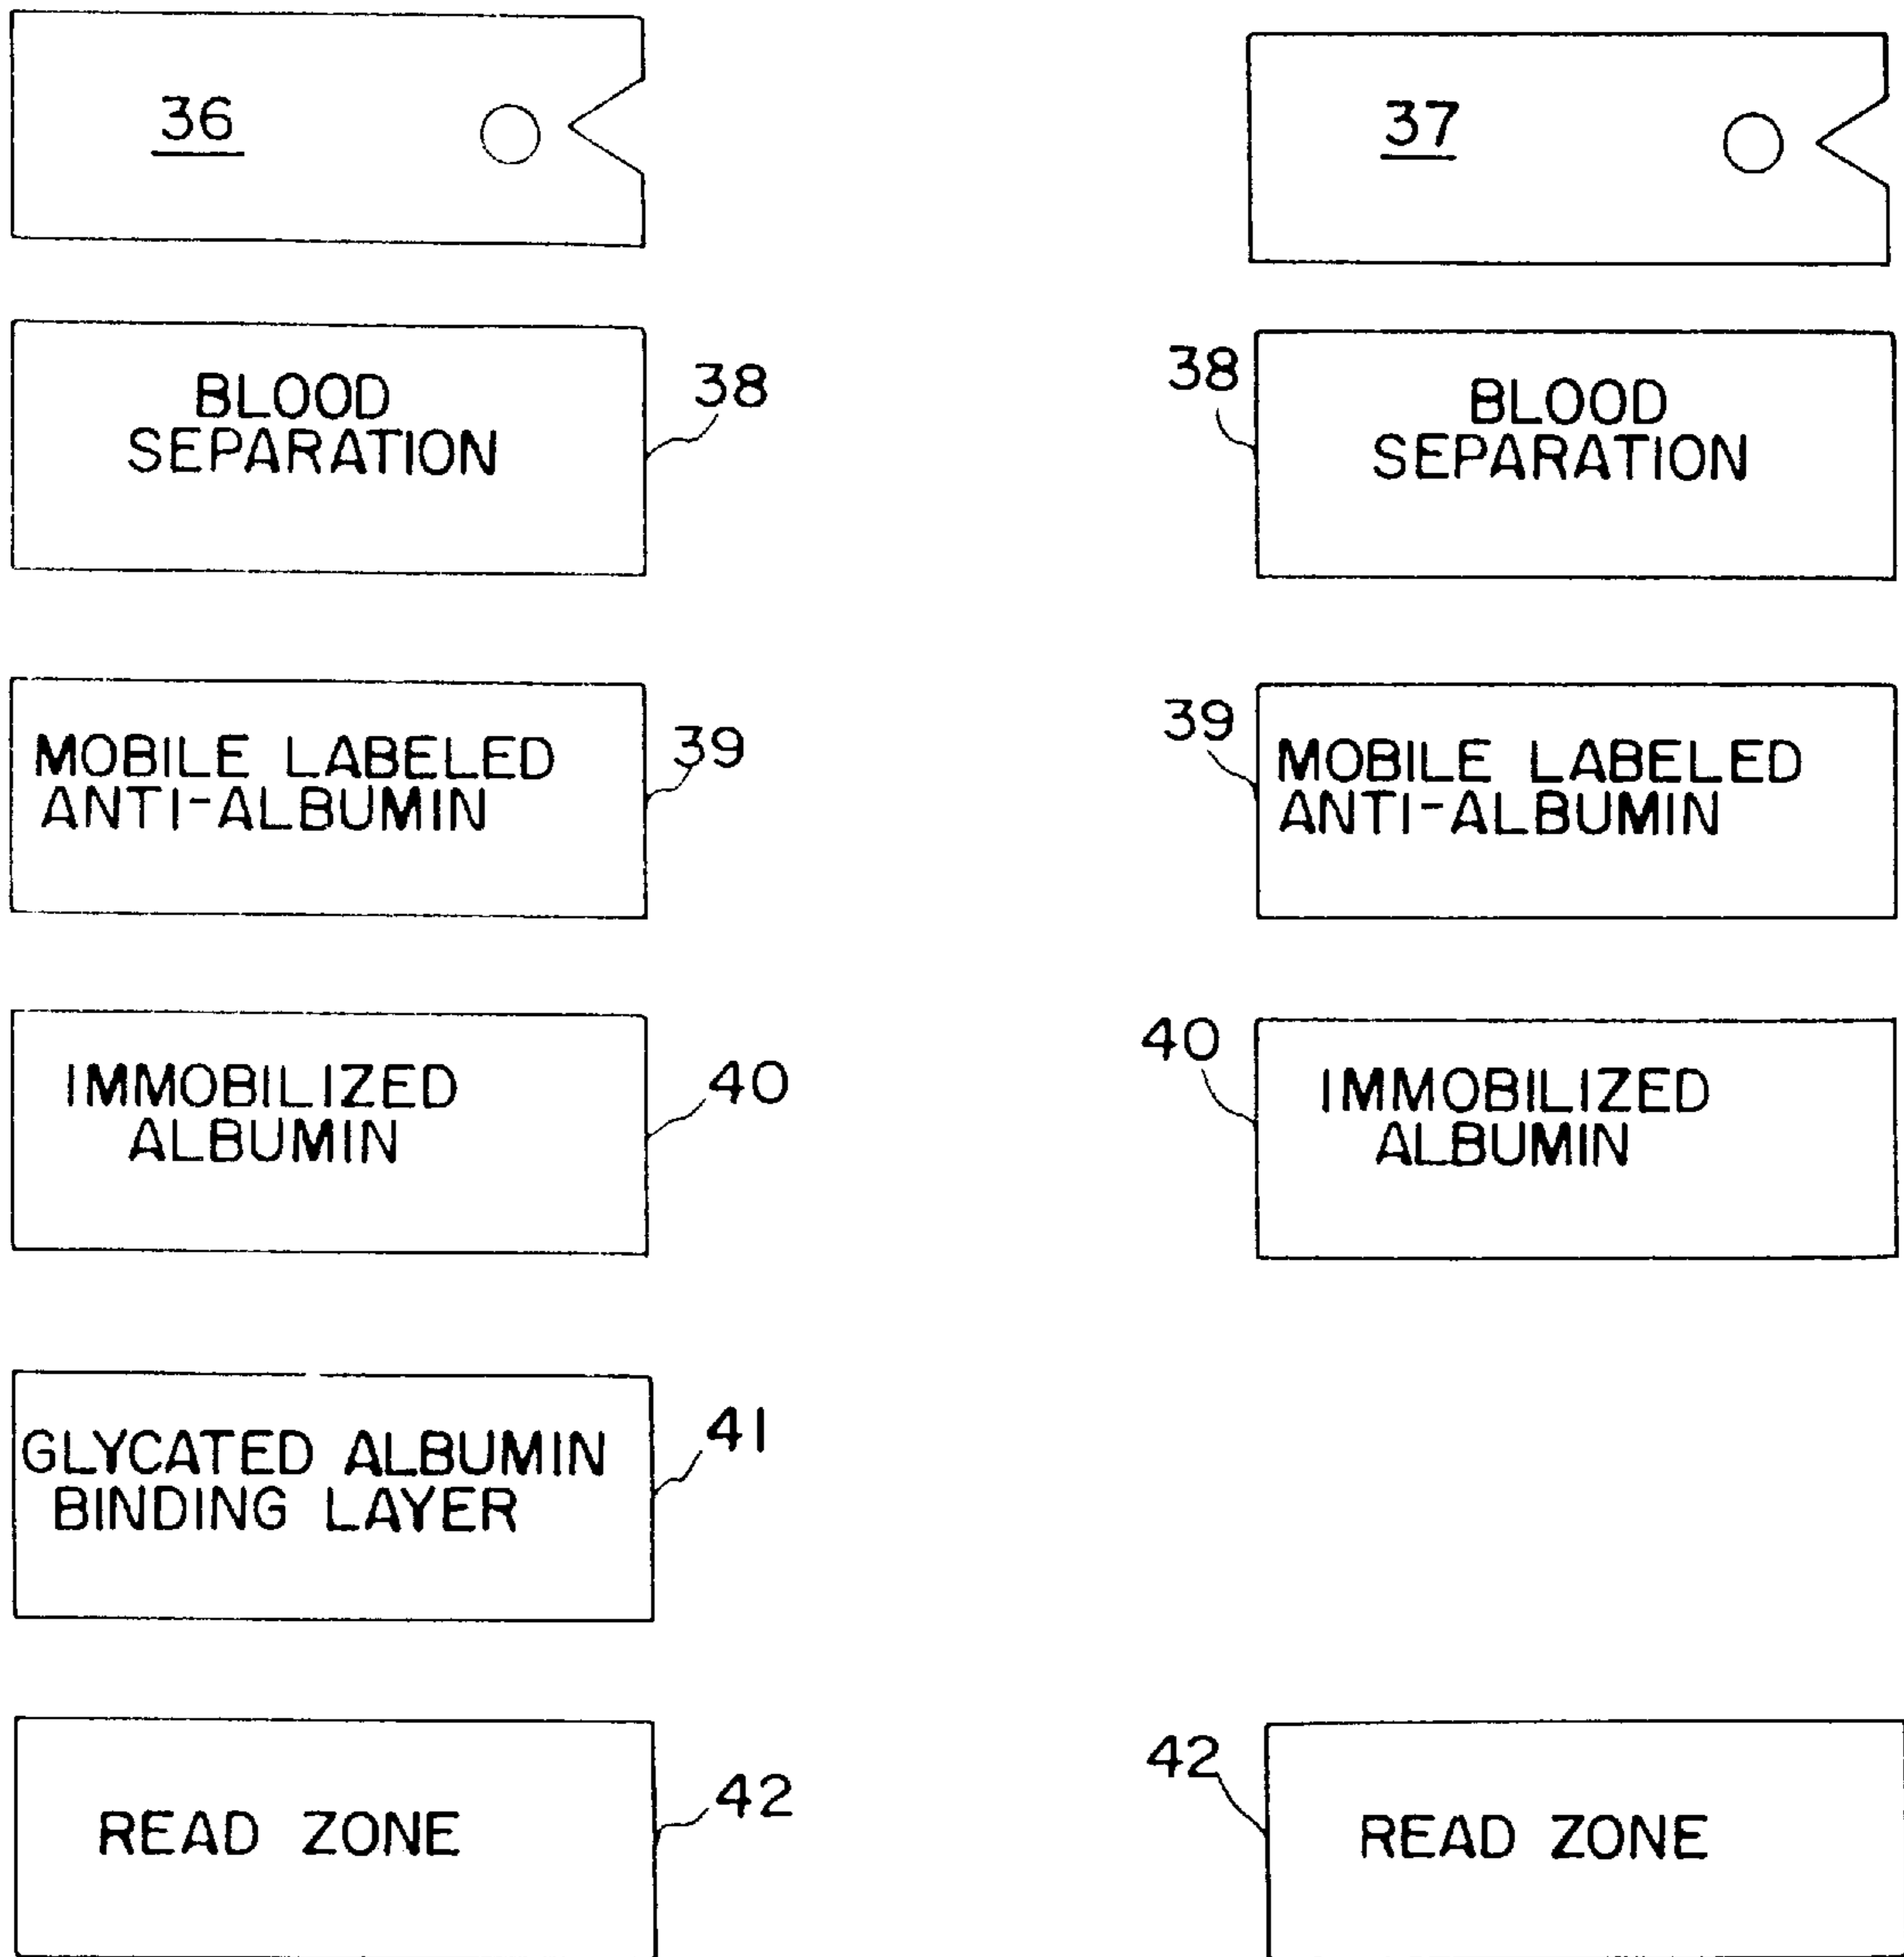 36
37
BLOOD
SEPARATION
38
38
BLOOD
SEPARATION
MOBILE LABELED
ANTI-ALBUMIN
39
39
MOBILE LABELED
ANTI-ALBUMIN
IMMOBILIZED
ALBUMIN
40
40
IMMOBILIZED
ALBUMIN
GLYCATED ALBUMIN
BINDING LAYER
41
READ ZONE
42
42
READ ZONE